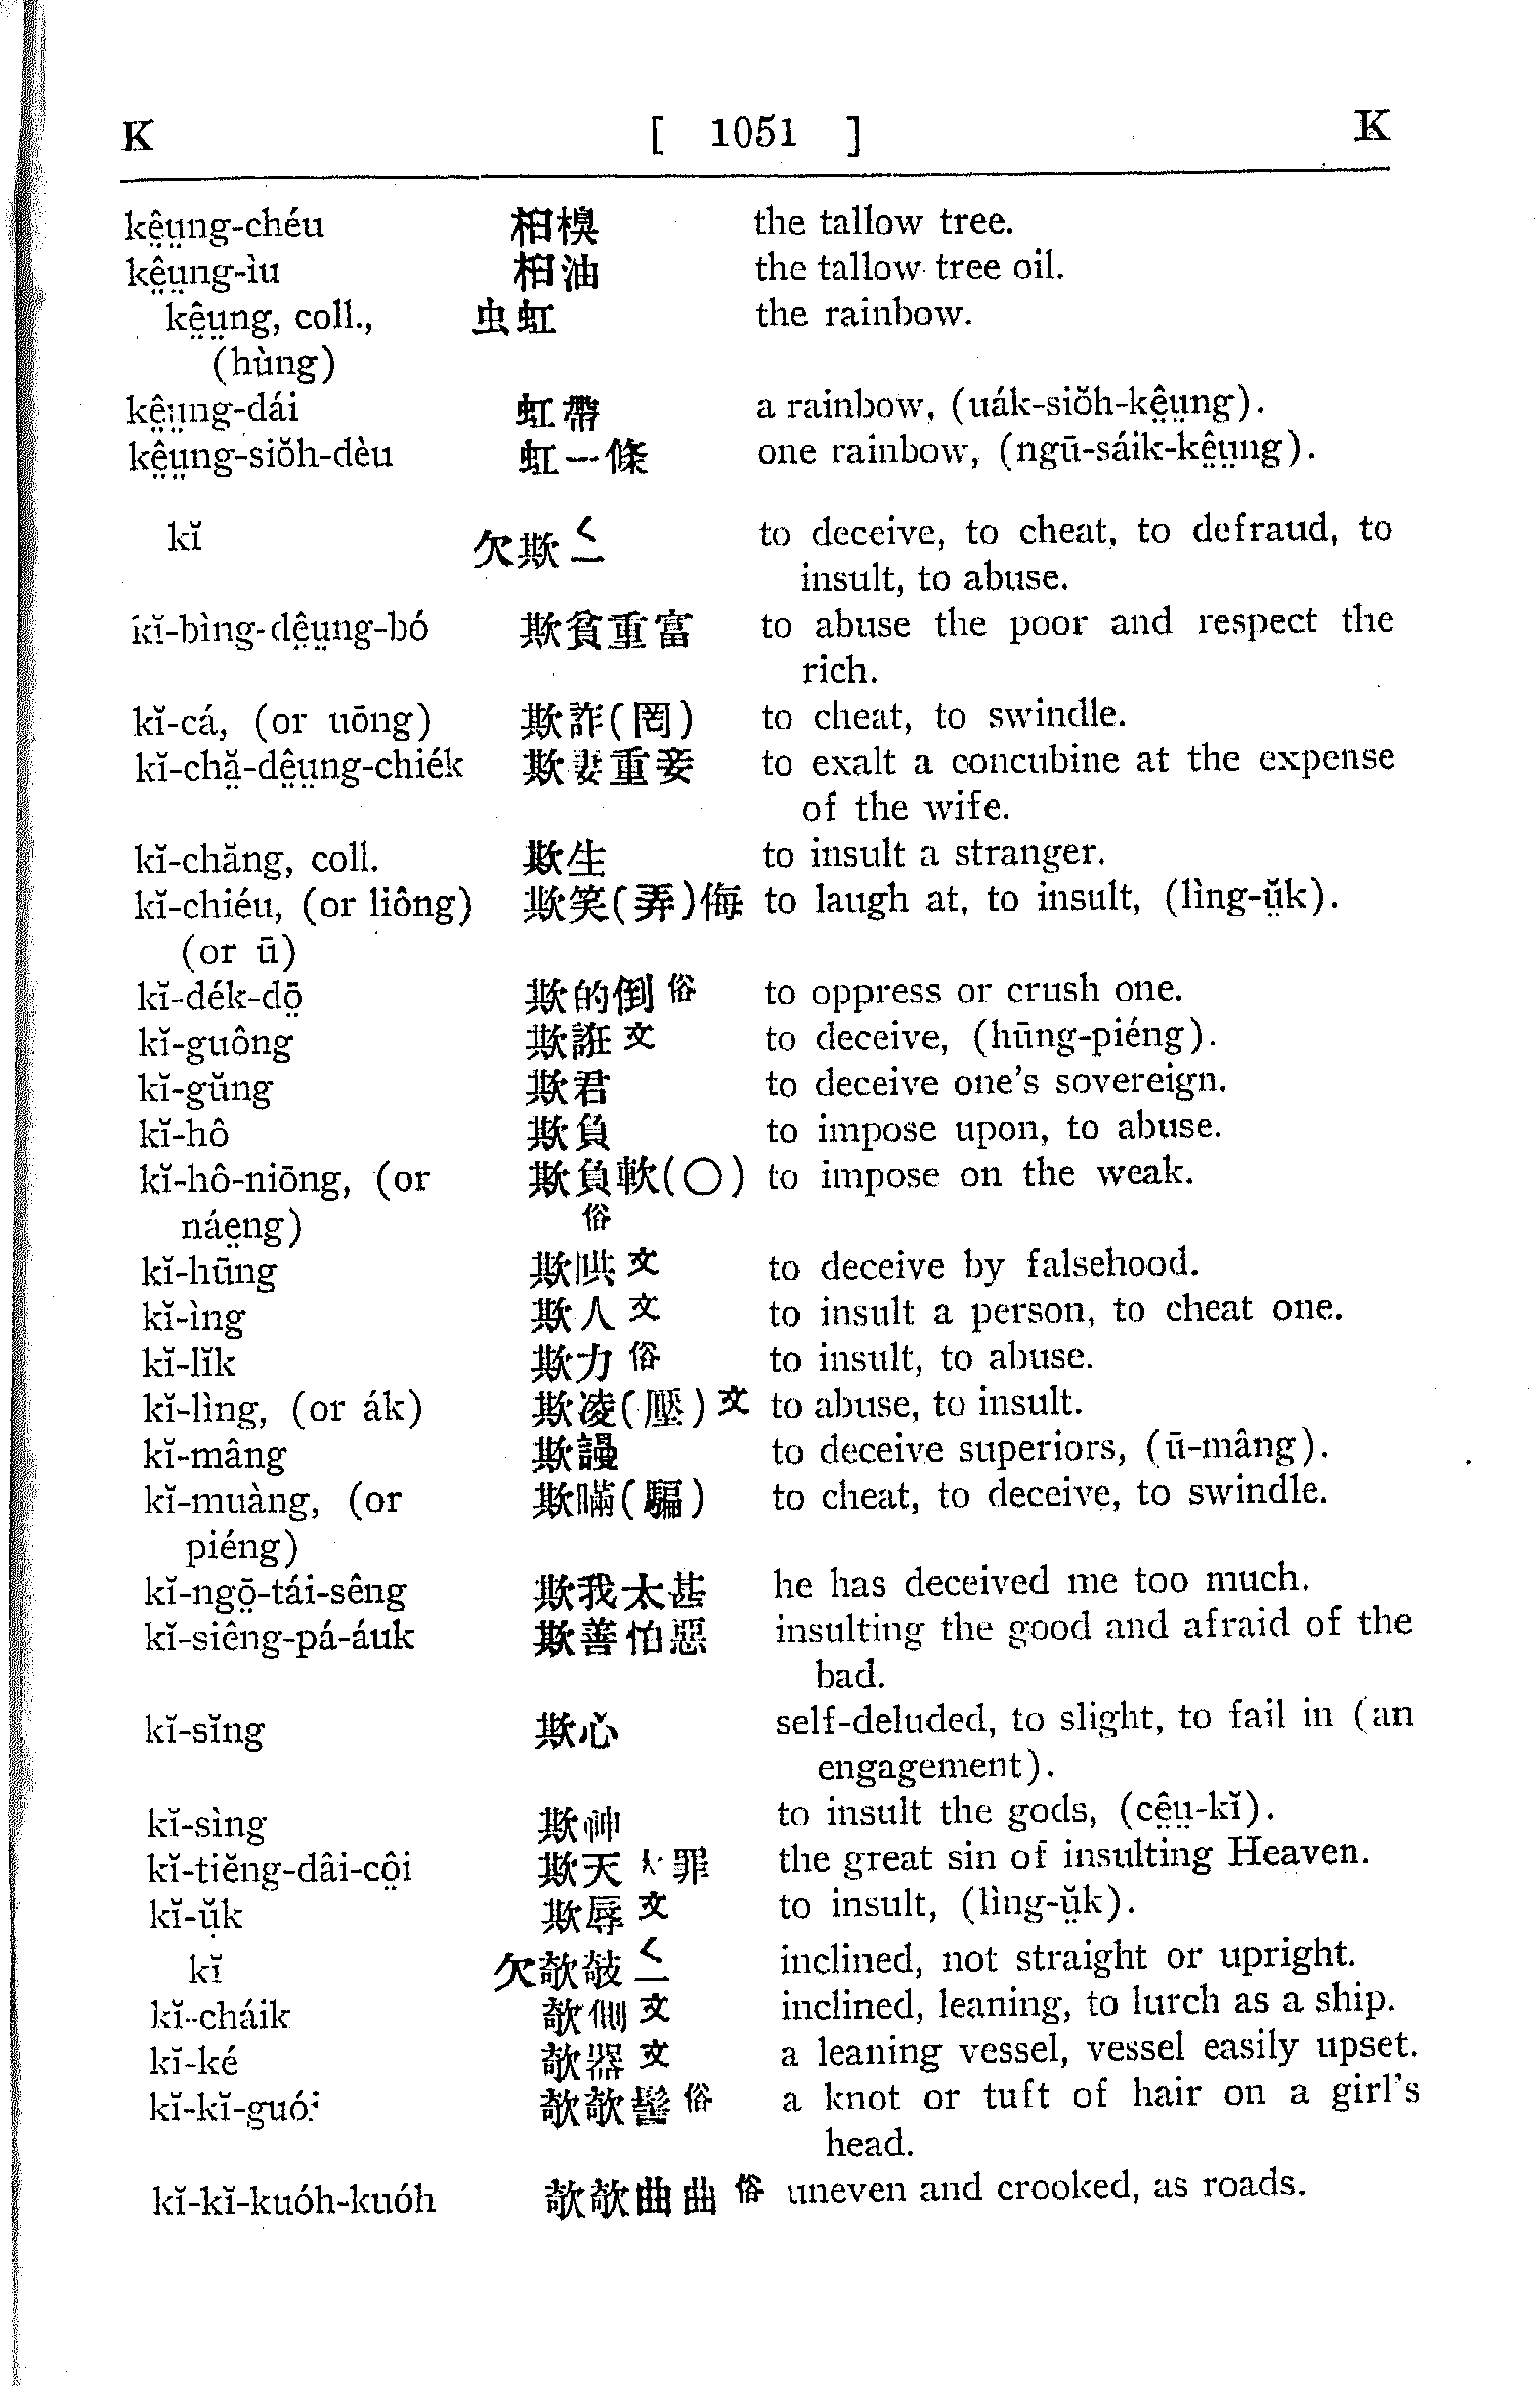 K [ 1051 ] K
kê̤ṳng-chéu 桕模 the tallow tree.
kê̤ṳng-ìu 桕油 the tallow tree oil.
kê̤ṳng, coll., 虫虹 the rainbow.
(hùng)
kê̤ṳng-dái 虹帶 a rainbow, (uák-siŏh-kê̤ṳng).
kê̤ṳng-siŏh-dèu 虹一條 one rainbow, (ngū-sáik-kê̤ṳng).
kĭ 欠欺 to deceive, to cheat, to defraud, to
insult, to abuse.
kĭ-bìng-dê̤ṳng-bó 欺貧重富 to abuse the poor and respect the
rich.
kĭ-cá, (or uōng) 欺詐(罔) to cheat, to swindle.
kĭ-chă̤-dê̤ṳng-chiék 欺妻重妾 to exalt a concubine at the expense
of the wife.
kĭ-chăng, coll. 欺生 to insult a stranger.
kĭ-chiéu, (or liông) 欺笑(弄)侮 to laugh at, to insult, (lìng-ṳ̆k).
(or ū)
kĭ-dék-dō̤ 欺的倒俗 to oppress or crush one.
kĭ-guông 欺誑文 to deceive, (hūng-piéng).
kĭ-gŭng 欺君 to deceive one's sovereign.
kĭ-hô 欺負 to impose upon, to abuse.
kĭ-hô-niōng, (or 欺負軟(〇) to impose on the weak.
náe̤ng) 俗
kĭ-hūng 欺哄文 to deceive by falsehood.
kĭ-ìng 欺人文 to insult a person, to cheat one.
kĭ-lĭk 欺力俗 to insult, to abuse.
kĭ-lìng, (or ák) 欺凌(壓)文 to abuse, to insult.
kĭ-mâng 欺謾 to deceive superiors, (ū-mâng).
kĭ-muàng, (or 欺瞞(騙) to cheat, to deceive, to swindle.
piéng)
kĭ-ngō̤-tái-sêng 欺我太甚 he has deceived me too much.
kĭ-siêng-pá-áuk 欺善怕惡 insulting the good and afraid of the
bad.
kĭ-sĭng 欺心 self-deluded, to slight, to fail in (an
engagement).
kĭ-sìng 欺神 to insult the gods, (cê̤ṳ-kĭ).
kĭ-tiĕng-dâi-cô̤i 欺天大罪 the great sin of insulting Heaven.
kĭ-ṳ̆k 欺辱文 to insult, (lìng-ṳ̆k).
kĭ 欠欹攲 inclined, not straight or upright.
kĭ-cháik 欹側文 inclined, leaning, to lurch as a ship.
kĭ-ké 欹器文 a leaning vessel, vessel easily upset.
kĭ-kĭ-guói 欹欹髻俗 a knot or tuft of hair on a girl's
head.
kĭ-kĭ-kuóh-kuóh 欹欹曲曲俗 uneven and crooked, as roads.